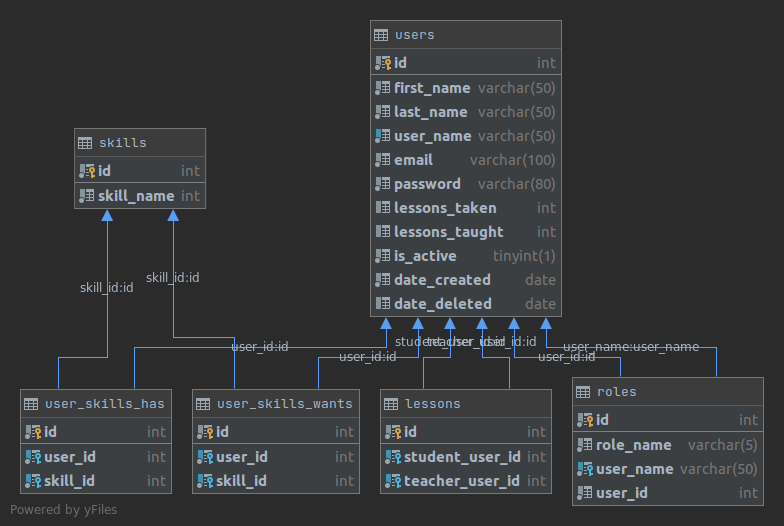 users
id int
first_name varchar(50)
last_name varchar(50)
user_name varchar(50)
email varchar(100)
password varchar(80)
lessons_taken int
lessons_taught int
is_active tinyint(1)
date_created date
date_deleted date
skills
id int
skill_name int
skill_id:id
skill_id:id
user_id:id
user_id:id
user_id:id
user_name:user_name
user_skills_has
id int
user_id int
skill_id int
user_skills_wants
id int
user_id int
skill_id int
lessons
id int
student_user_id int
teacher_user_id int
roles
id int
role_name varchar(5)
user_name varchar(50)
user_id int
Powered by yFiles